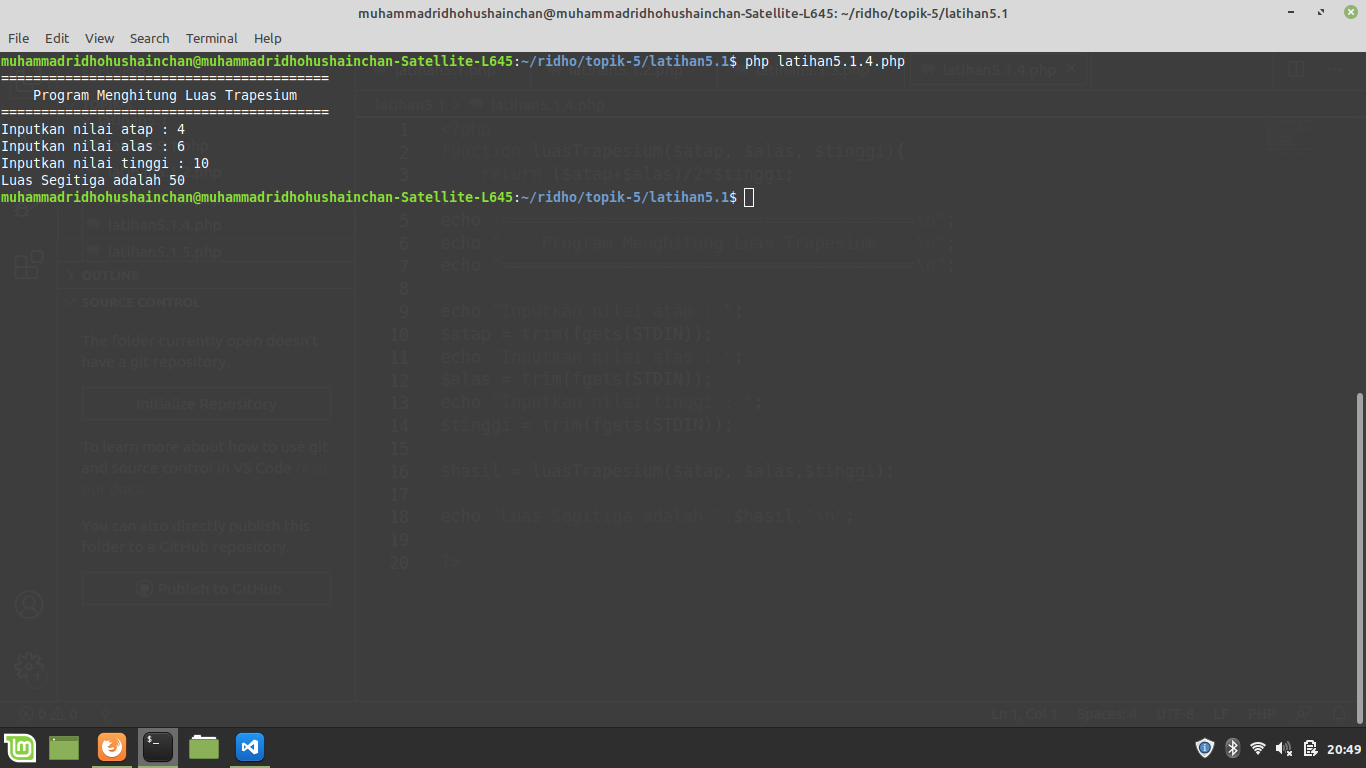 muhammadridhohushainchan@muhammadridhohushainchan-Satellite-L645: ~/ridho/topik-5/latihan5.1
File Edit View Search Terminal Help
muhammadridhohushainchan@muhammadridhohushainchan-Satellite-L645:~/ridho/topik-5/latihan5.1$ php latihan5.1.4.php
=========================================
Program Menghitung Luas Trapesium
=========================================
Inputkan nilai atap : 4
Inputkan nilai alas : 6
Inputkan nilai tinggi : 10
Luas Segitiga adalah 50
muhammadridhohushainchan@muhammadridhohushainchan-Satellite-L645:~/ridho/topik-5/latihan5.1$
latihan5.1.4.php
latihan5.1.4.php
latihan5.1.5.php
OUTLINE
SOURCE CONTROL
The folder currently open doesn't
have a git repository.
Initialize Repository
To learn more about how to use git
and source control in VS Code
You can also directly publish this
folder to a GitHub repository.
Publish to GitHub
1 <?php
2 function luasTrapesium($atap, $alas, $tinggi){
3 return ($atap+$alas)/2*$tinggi;
5 echo
6 echo " Program Menghitung Luas Trapesium \n";
7 echo
8
9 echo "Inputkan nilai atap : ";
10 $atap = trim(fgets(STDIN));
11 echo "Inputkan nilai alas : ";
12 $alas = trim(fgets(STDIN));
13 echo "Inputkan nilai tinggi : ";
14 $tinggi = trim(fgets(STDIN));
15
16 $hasil = luasTrapesium($atap, $alas,$tinggi);
17
18 echo "Luas Segitiga adalah ".$hasil."\n";
19
20 ?>
0 0
Ln 1, Col 1 Spaces: 4 UTF-8 LF PHP
20:49